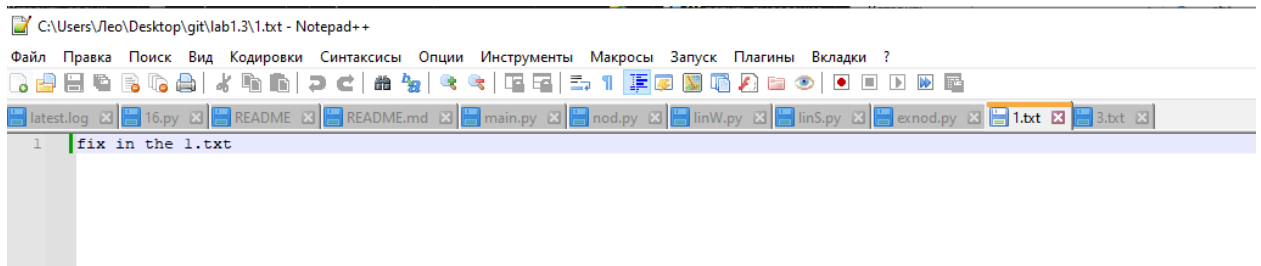 C:\Users\Лео\Desktop\git\lab1.3\1.txt - Notepad++
Файл Правка Поиск Вид Кодировки Синтаксисы Опции Инструменты Макросы Запуск Плагины Вкладки ?
latest.log 16.py README README.md main.py nod.py linW.py linS.py exnod.py 1.txt 3.txt
1 fix in the 1.txt